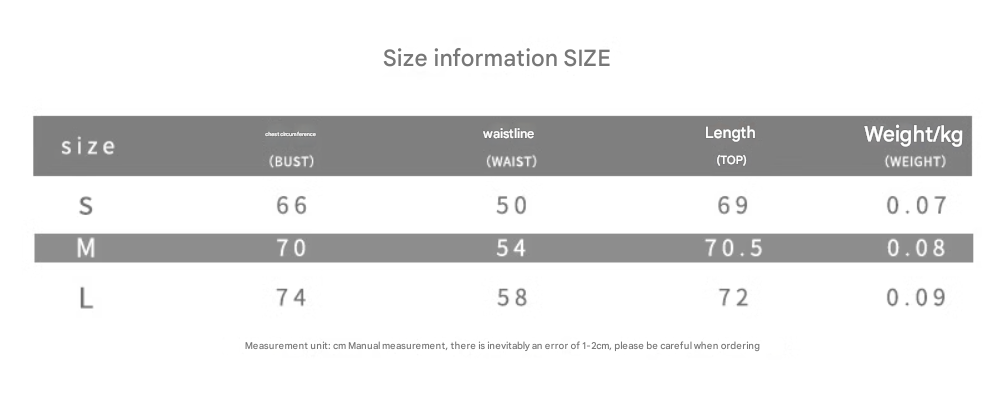 Size information SIZE
size chest circumference waistline Length Weight/kg
(BUST) (WAIST) (TOP) (WEIGHT)
S 66 50 69 0.07
M 70 54 70.5 0.08
L 74 58 72 0.09
Measurement unit: cm Manual measurement, there is inevitably an error of 1-2cm, please be careful when ordering